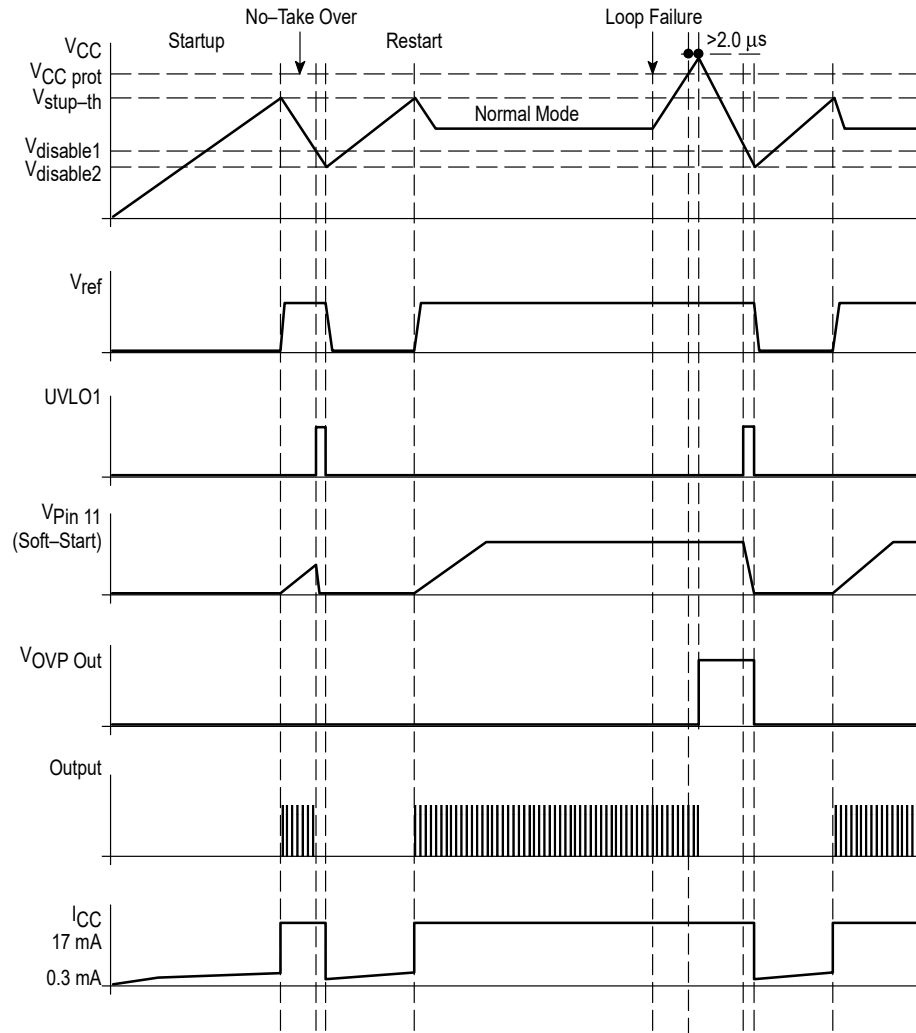 No–Take Over
Loop Failure
Startup
Restart
>2.0 μs
VCC
VCC prot
Vstup–th
Normal Mode
Vdisable1
Vdisable2
Vref
UVLO1
VPin 11
(Soft–Start)
VOVP Out
Output
ICC
17 mA
0.3 mA